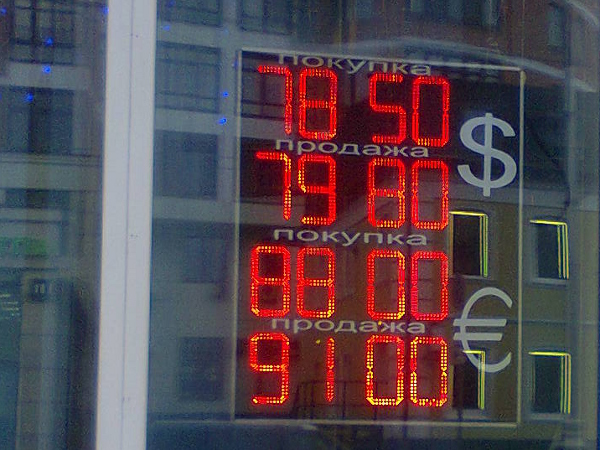 покупка
78 50
$
продажа
79 80
покупка
88 00
€
продажа
91 00